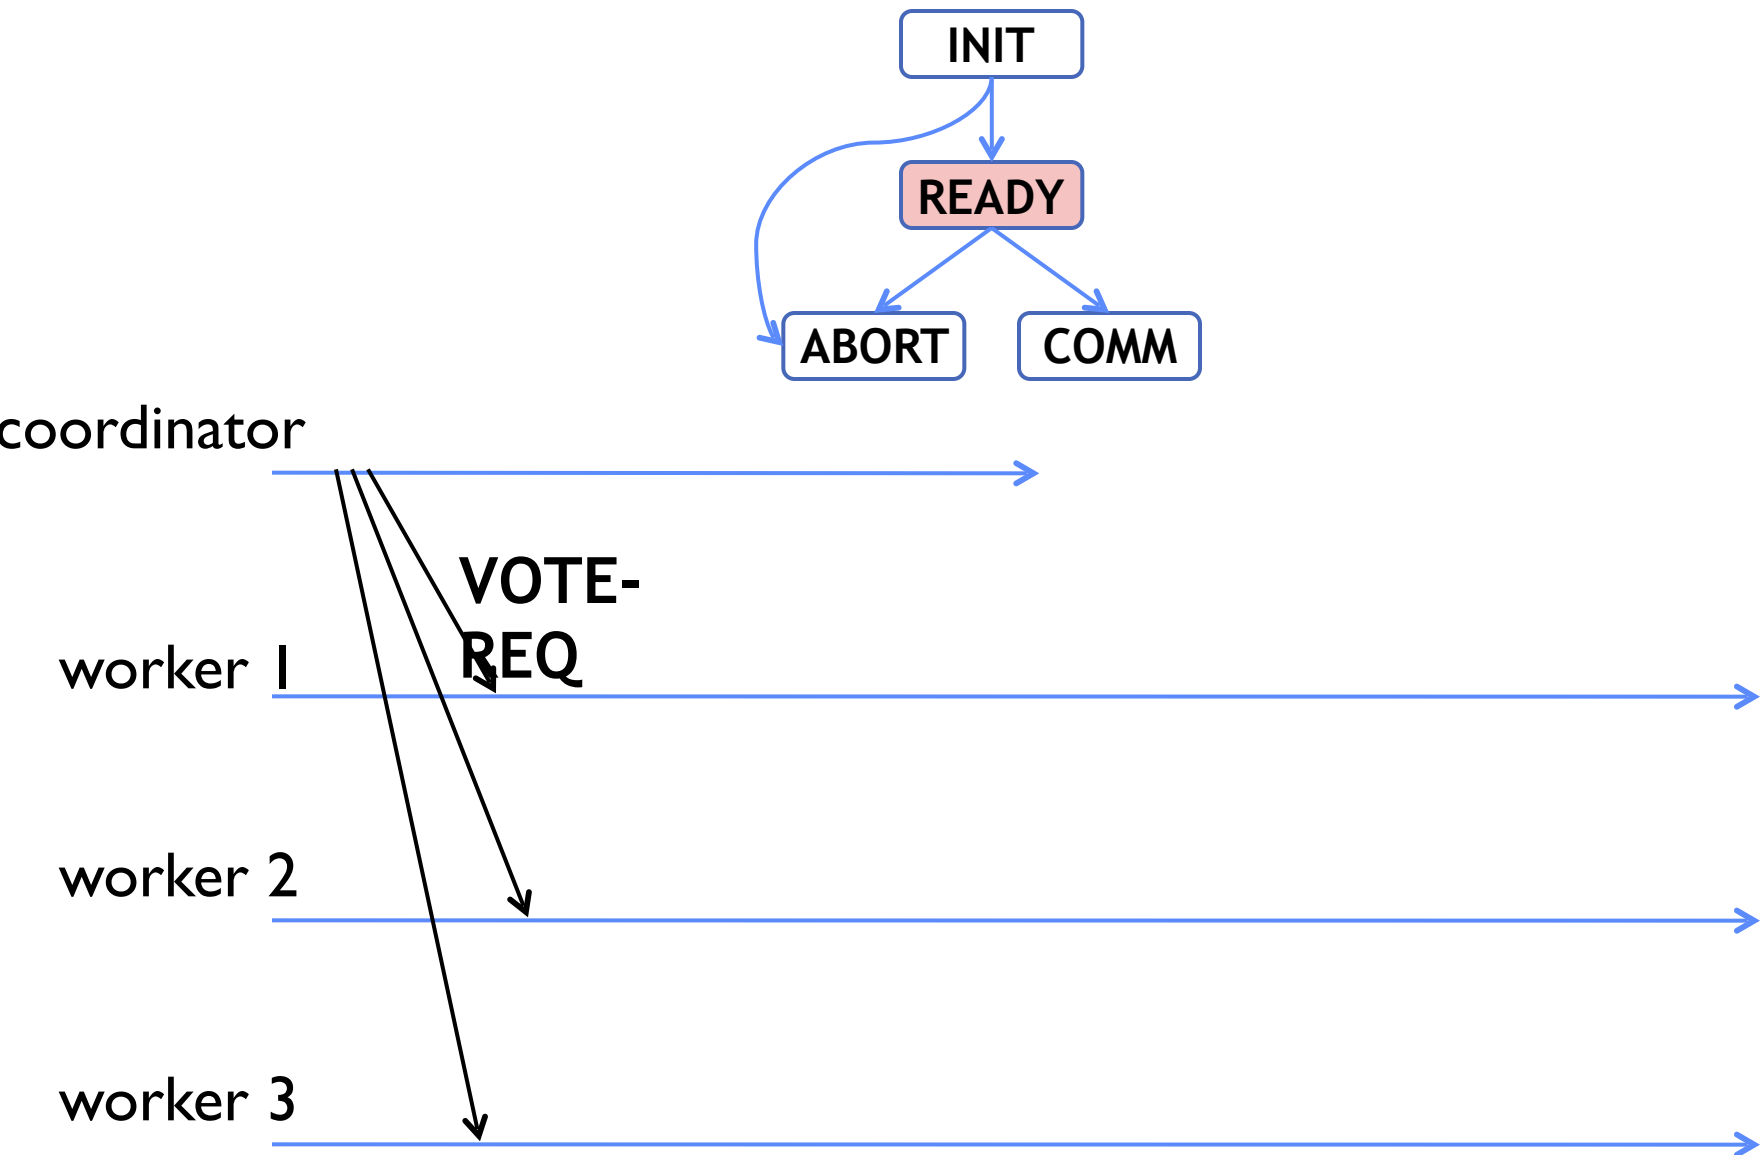 INIT
READY
ABORT COMM
coordinator
VOTE-
REQ
worker 1
worker 2
worker 3